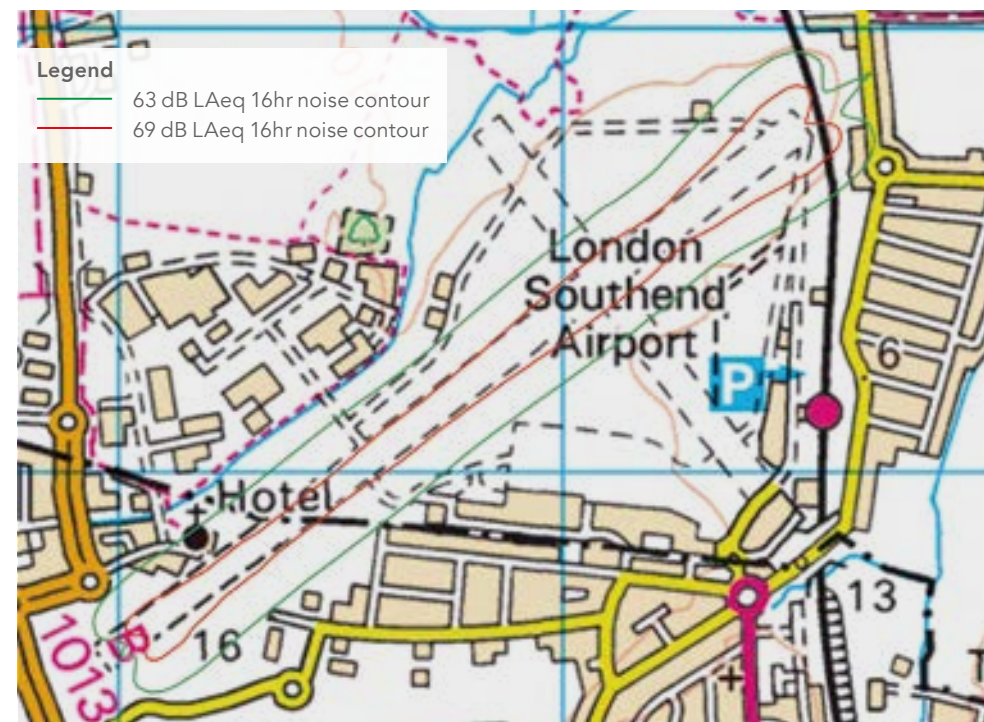 Legend
63 dB LAeq 16hr noise contour
69 dB LAeq 16hr noise contour
London
Southend
Airport
P
6
Hotel
13
16
B
1013